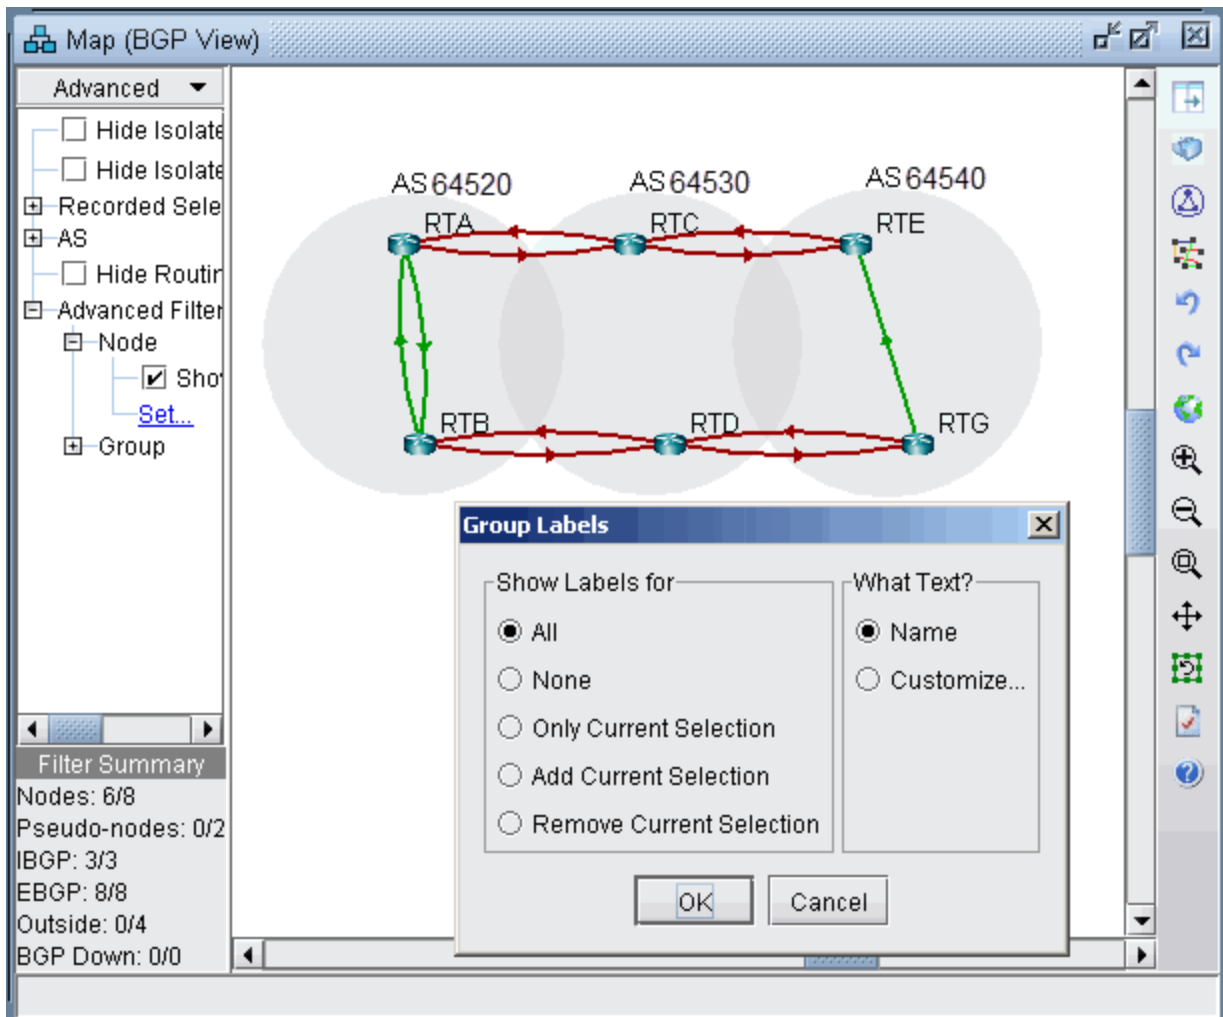 Map (BGP View)
Advanced
Hide Isolate
Hide Isolate
Recorded Sele
AS
Hide Routin
Advanced Filter
Node
Sho
Set...
Group
Filter Summary
Nodes: 6/8
Pseudo-nodes: 0/2
IBGP: 3/3
EBGP: 8/8
Outside: 0/4
BGP Down: 0/0
AS 64520
AS 64530
AS 64540
RTA
RTC
RTE
RTB
RTD
RTG
Group Labels
Show Labels for
All
None
Only Current Selection
Add Current Selection
Remove Current Selection
What Text?
Name
Customize...
OK
Cancel